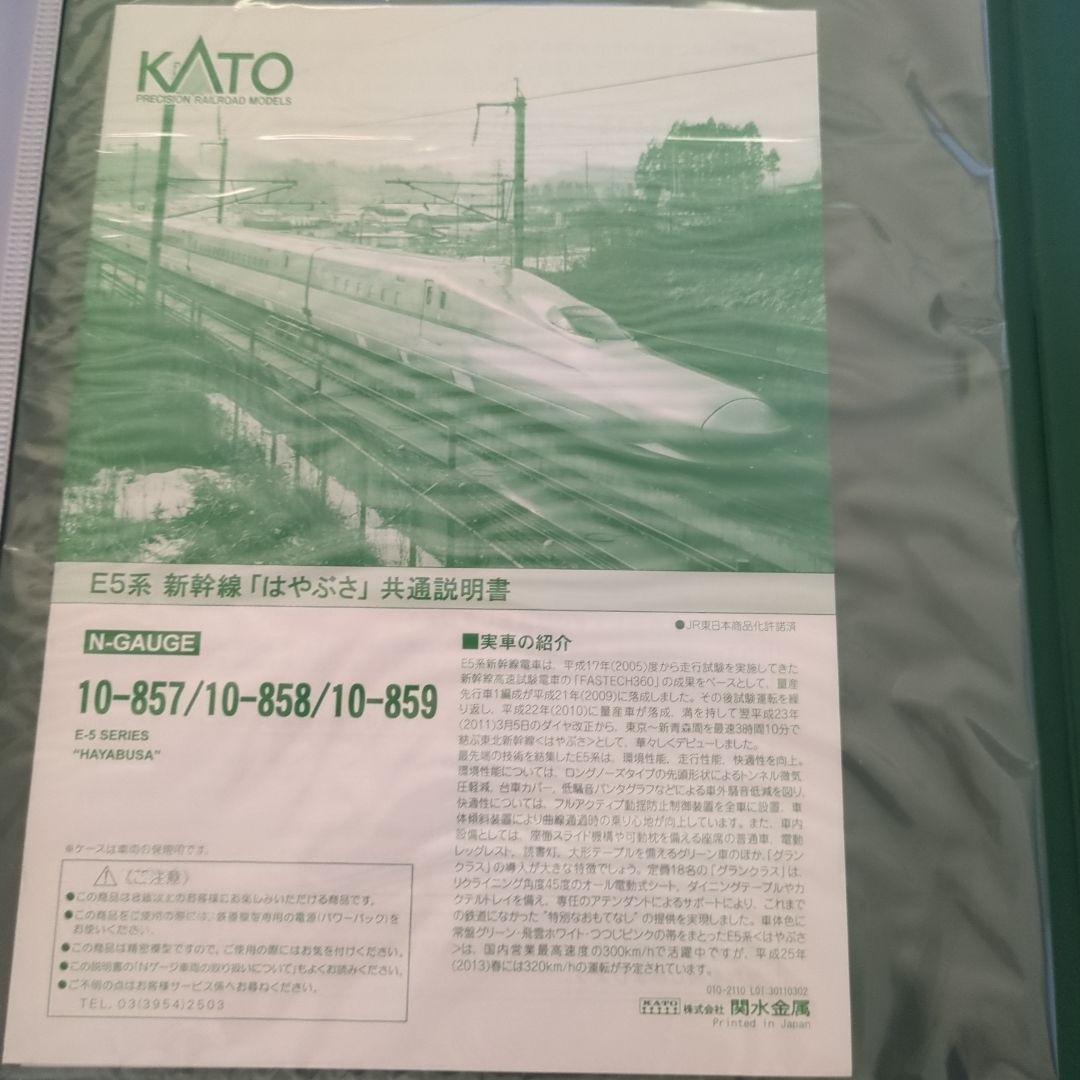 KATO
PRECISION RAILROAD MODELS
E5系 新幹線「はやぶさ」共通説明書
●JR東日本商品化許諾済
N-GAUGE
10-857/10-858/10-859
E-5 SERIES
"HAYABUSA"
■実車の紹介
E5系新幹線電車は、平成17年(2005)度から走行試験を実施してきた
新幹線高速試験電車の「FASTECH360」の成果をベースとして、量産
先行車1編成が平成21年(2009)に落成しました。その後試験運転を繰
り返し、平成22年(2010)に量産車が落成、満を持して翌平成23年
(2011)3月5日のダイヤ改正から、東京〜新青森間を最速3時間10分で
結ぶ東北新幹線<はやぶさ>として、華々しくデビューしました。
最先端の技術を結集したE5系は、環境性能、走行性能、快適性を向上。
環境性能については、ロングノーズタイプの先頭形状によるトンネル微気
圧軽減、台車カバー、低騒音パンタグラフなどによる車外騒音低減を図り、
快適性については、フルアクティブ動揺防止制御装置を全車に設置、車
体傾斜装置により曲線通過時の乗り心地が向上しています。また、車内
設備としては、座面スライド機構や可動枕を備える座席の普通車、電動
レッグレスト、読書灯、大形テーブルを備えるグリーン車のほか、「グラン
クラス」の導入が大きな特徴でしょう。定員18名の「グランクラス」は、
リクライニング角度45度のオール電動式シート、ダイニングテーブルやカ
クテルトレイを備え、専任のアテンダントによるサポートにより、これまで
の鉄道になかった"特別なおもてなし"の提供を実現しました。車体色に
常盤グリーン・飛雲ホワイト・つつじピンクの帯をまとったE5系<はやぶさ
>は、国内営業最高速度の300km/hで活躍中ですが、平成25年
(2013)春には320km/hの運転が予定されています。
※ケースは車両の保護用です。
⚠《ご注意》
●この商品は8歳以上のお客様にお楽しみいただける商品です。
●この商品をご使用の際には、鉄道模型専用の電源(パワーパック)を
お使いください。
●この商品は精密模型ですので、ご使用の際にはお気を付けください。
●この説明書の「Nゲージ車両の取り扱いについて」もよくお読みください。
●ご不明の点はお客様サービス係へお尋ねください。
TEL. 03(3954)2503
010-2110 LOT:30110302
KATO 株式会社 関水金属
Printed in Japan